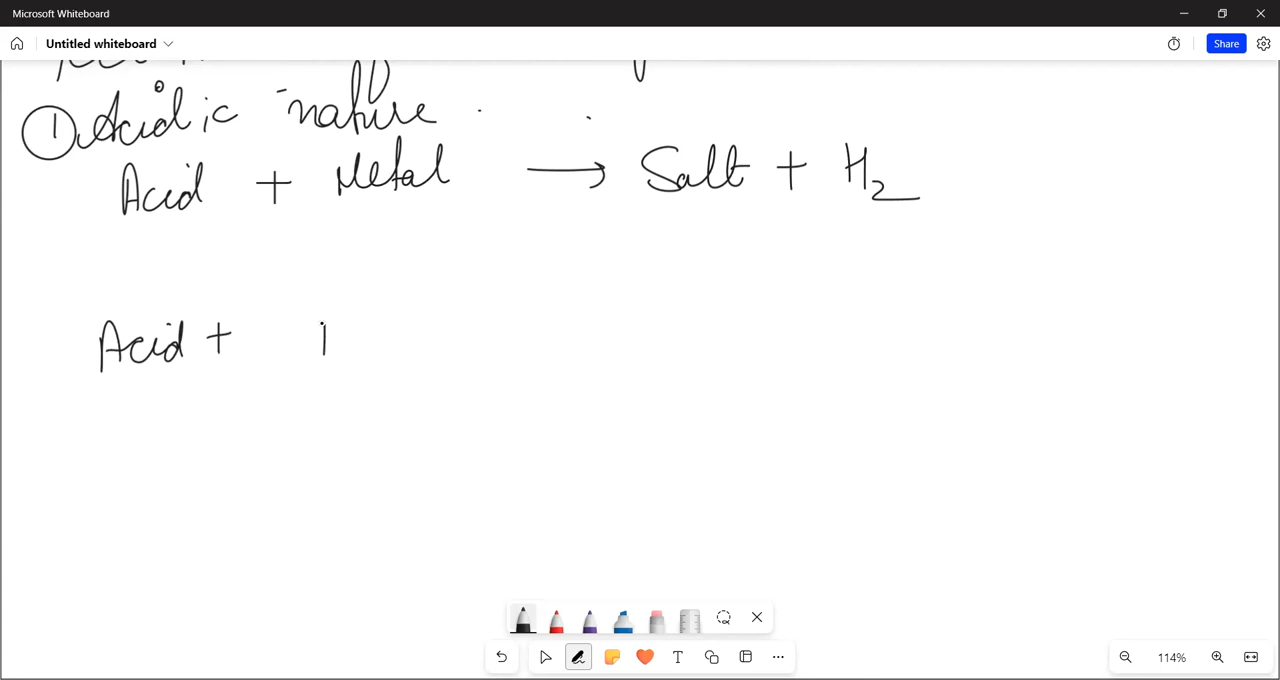 Microsoft Whiteboard
Untitled whiteboard
Share
① Acidic nature
Acid + Metal → Salt + H₂
Acid +
114%